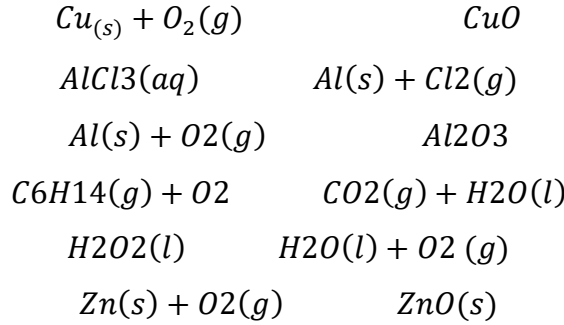 Cu(s) + O2(g) CuO
AlCl3(aq) Al(s) + Cl2(g)
Al(s) + O2(g) Al2O3
C6H14(g) + O2 CO2(g) + H2O(l)
H2O2(l) H2O(l) + O2 (g)
Zn(s) + O2(g) ZnO(s)